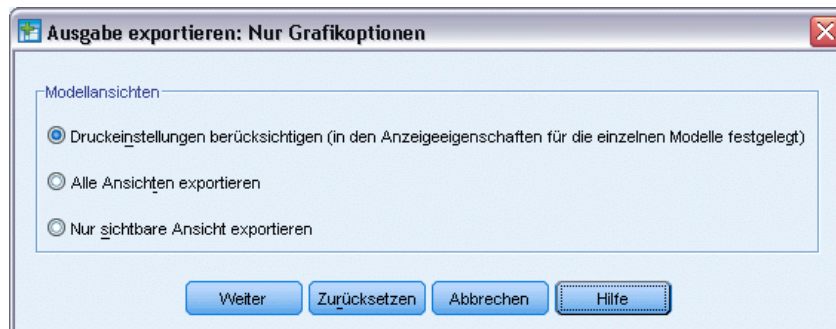 Ausgabe exportieren: Nur Grafikoptionen
Modellansichten
Druckeinstellungen berücksichtigen (in den Anzeigeeigenschaften für die einzelnen Modelle festgelegt)
Alle Ansichten exportieren
Nur sichtbare Ansicht exportieren
Weiter Zurücksetzen Abbrechen Hilfe